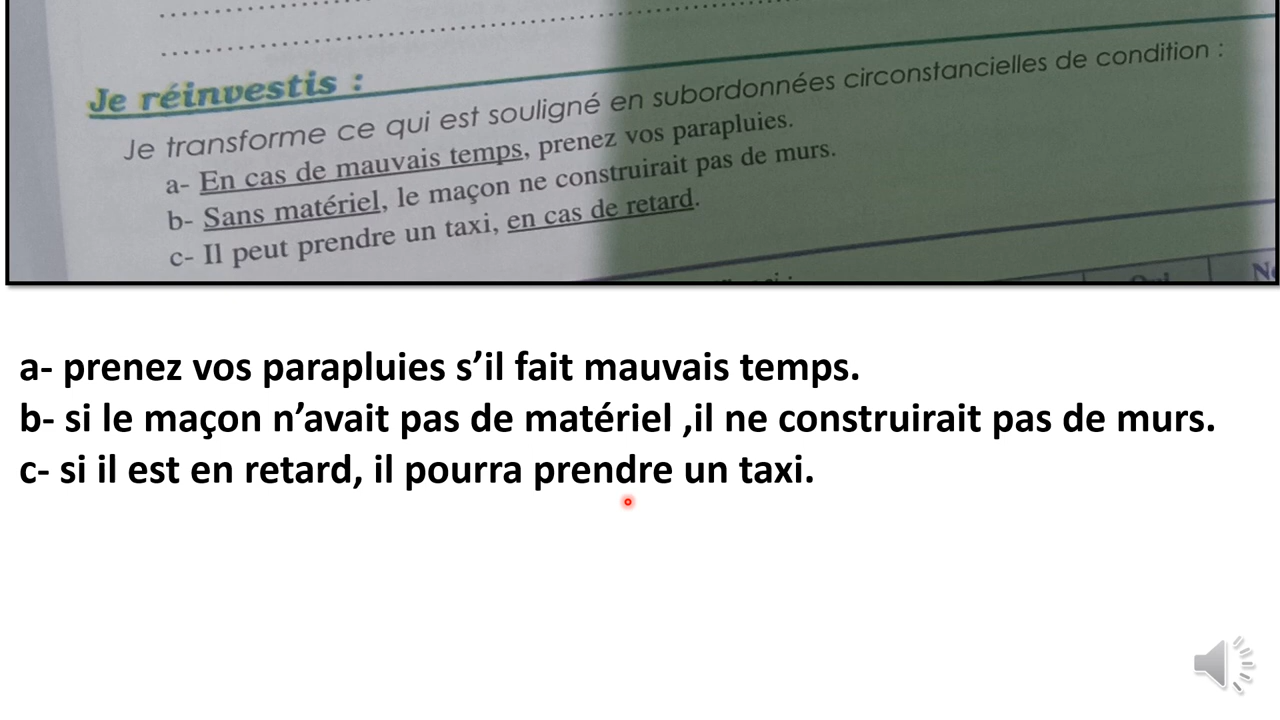 Je réinvestis :
Je transforme ce qui est souligné en subordonnées circonstancielles de condition :
a- En cas de mauvais temps, prenez vos parapluies.
b- Sans matériel, le maçon ne construirait pas de murs.
c- Il peut prendre un taxi, en cas de retard.
a- prenez vos parapluies s’il fait mauvais temps.
b- si le maçon n’avait pas de matériel ,il ne construirait pas de murs.
c- si il est en retard, il pourra prendre un taxi.